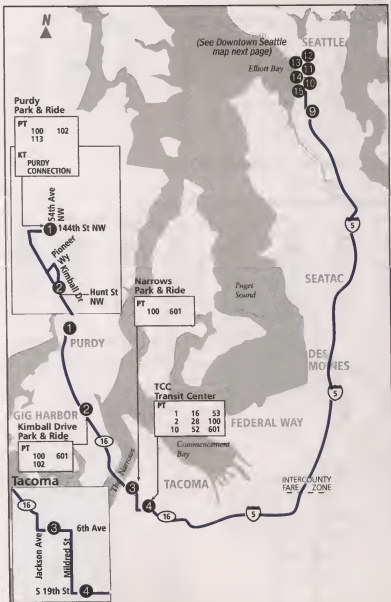 N
(See Downtown Seattle
map next page)
SEATTLE
Elliott Bay
13 12
11
14 10
15
9
Purdy
Park & Ride
PT
100 102
113
KT
PURDY
CONNECTION
54th Ave
NW
1 144th St NW
Pioneer
Wy
Kimball Dr
2
Hunt St
NW
5
Narrows
Park & Ride
PT
100 601
SEATAC
Puget
Sound
1
PURDY
DES
MOINES
TCC
Transit Center
PT
1 16 53
2 28 100
10 52 601
5
GIG HARBOR
2
16
FEDERAL WAY
Kimball Drive
Park & Ride
PT
100 601
102
The Narrows
Commencement
Bay
TACOMA
INTERCOUNTY
FARE ZONE
3
4
16
5
Tacoma
16
3 6th Ave
Jackson Ave
Mildred St
S 19th St 4